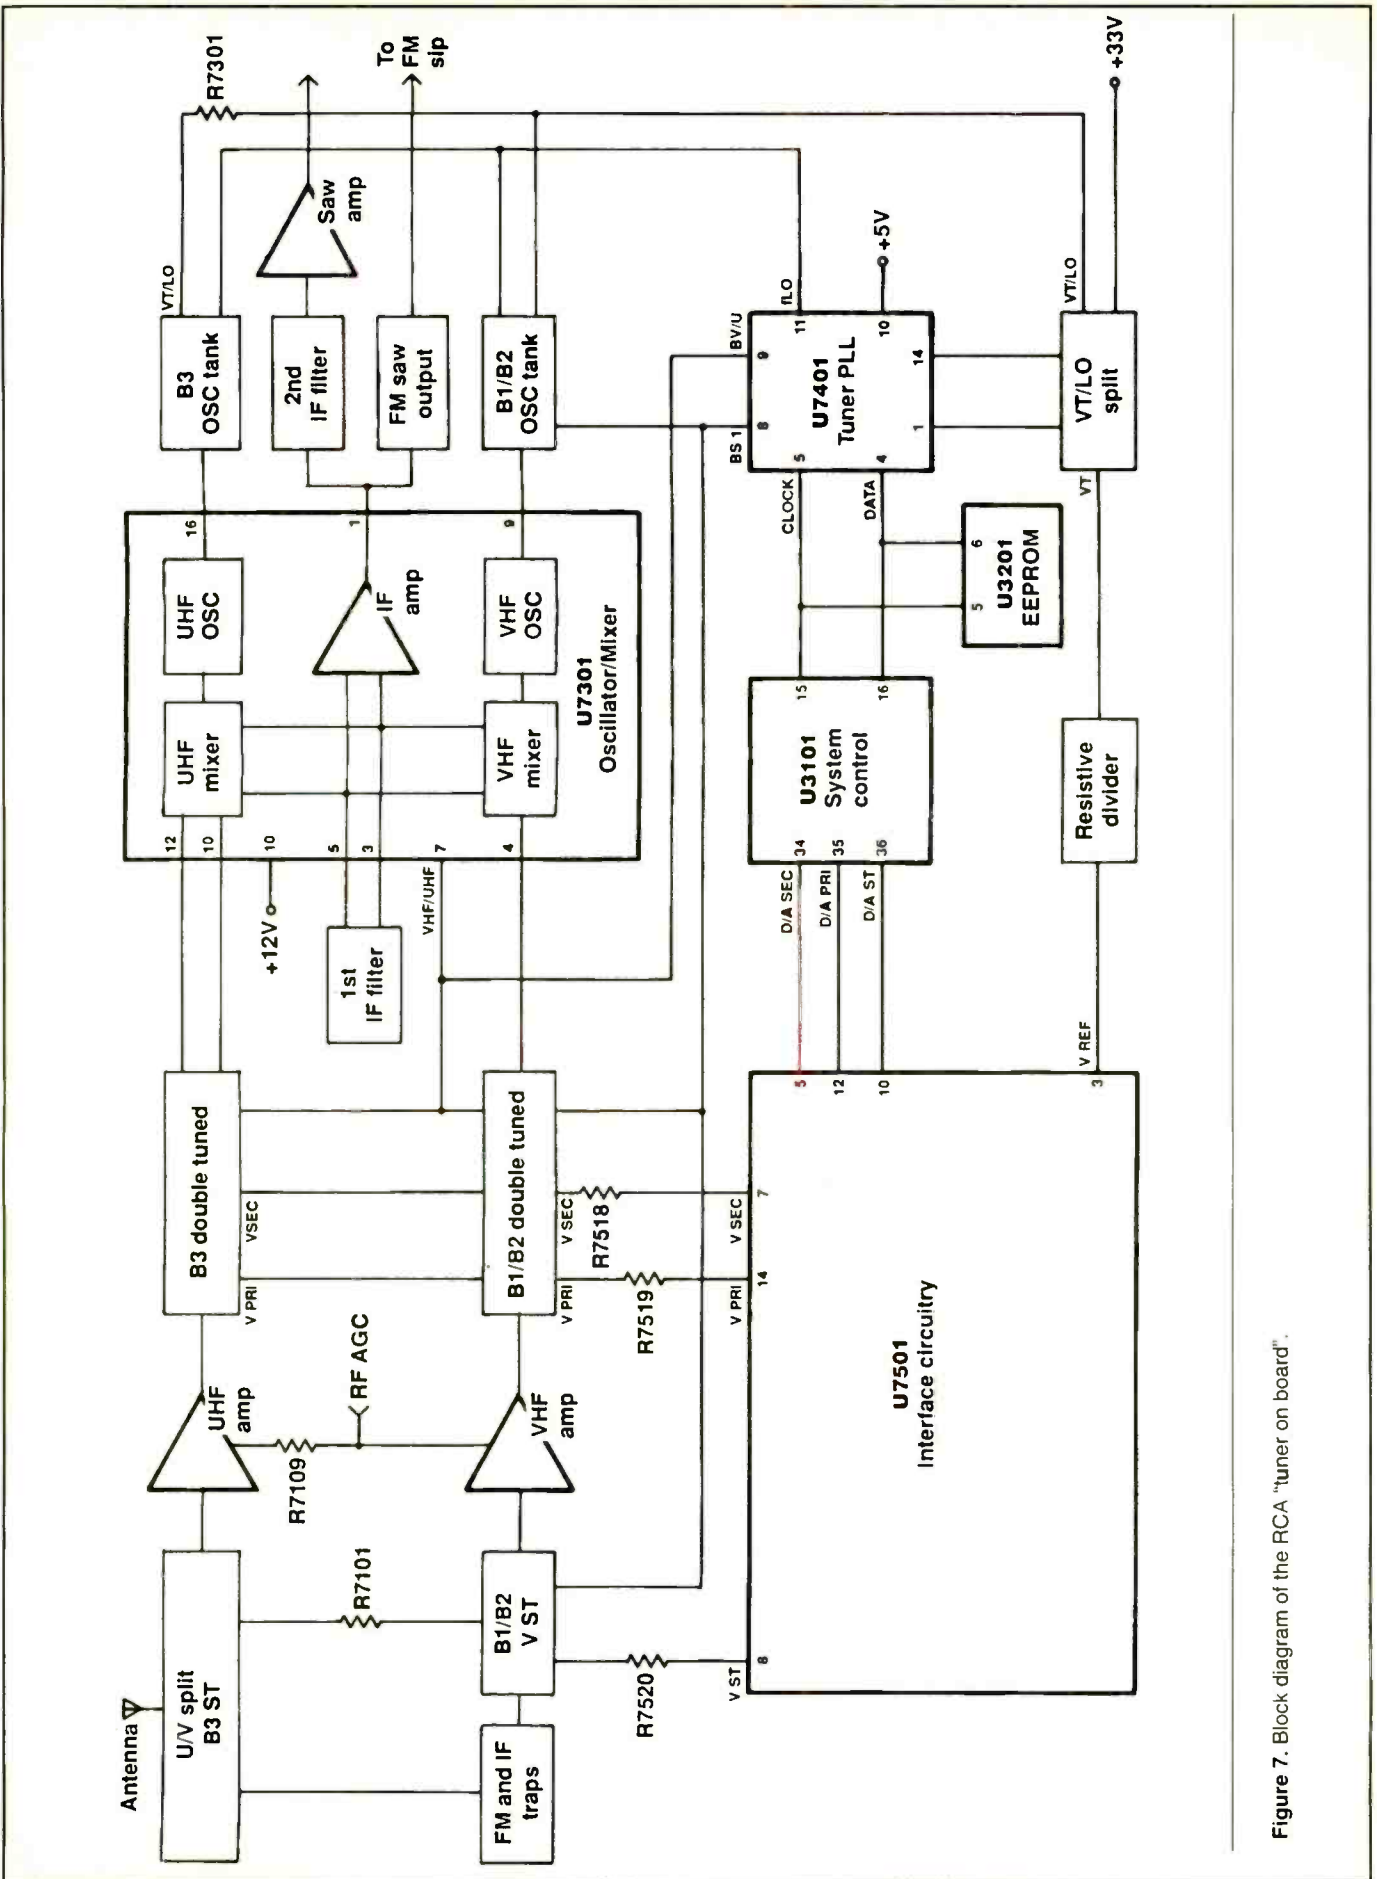 Antenna
U/V split
B3 ST
FM and IF
traps
R7101
B1/B2
V ST
R7520
V ST
8
UHF
amp
R7109
RF AGC
VHF
amp
B3 double tuned
V PRI
VSEC
B1/B2 double tuned
V PRI
V SEC
R7519
R7518
V PRI
V SEC
14
7
U7501
Interface circuitry
5
12
10
V REF
3
+12V
1st
IF filter
VHF/UHF
12
10
10
5
3
7
4
UHF
mixer
UHF
OSC
16
IF
amp
1
VHF
mixer
VHF
OSC
9
U7301
Oscillator/Mixer
D/A SEC
34
D/A PRI
35
D/A ST
36
U3101
System
control
15
16
CLOCK
DATA
5
6
U3201
EEPROM
Resistive
divider
VT
B3
OSC tank
VT/LO
R7301
2nd
IF filter
Saw
amp
FM saw
output
To
FM
sip
B1/B2
OSC tank
BS 1
BV/U
8
9
fLO
11
5
4
U7401
Tuner PLL
10
+5V
1
14
VT/LO
split
VT/LO
+33V
Figure 7. Block diagram of the RCA "tuner on board".